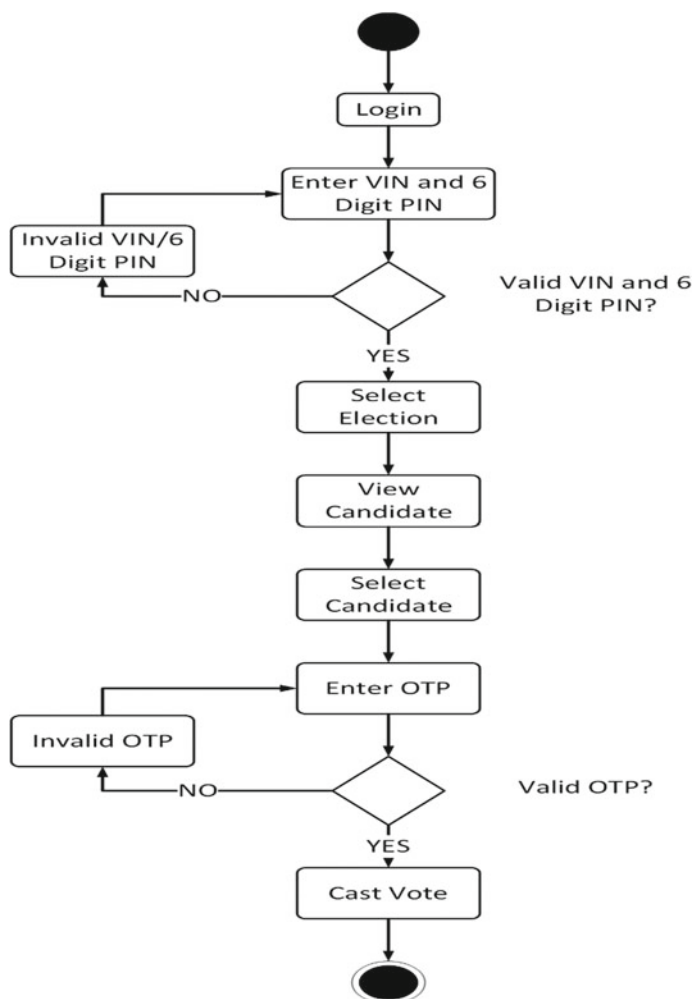 Login
Enter VIN and 6
Digit PIN
Invalid VIN/6
Digit PIN
NO
Valid VIN and 6
Digit PIN?
YES
Select
Election
View
Candidate
Select
Candidate
Enter OTP
Invalid OTP
NO
Valid OTP?
YES
Cast Vote